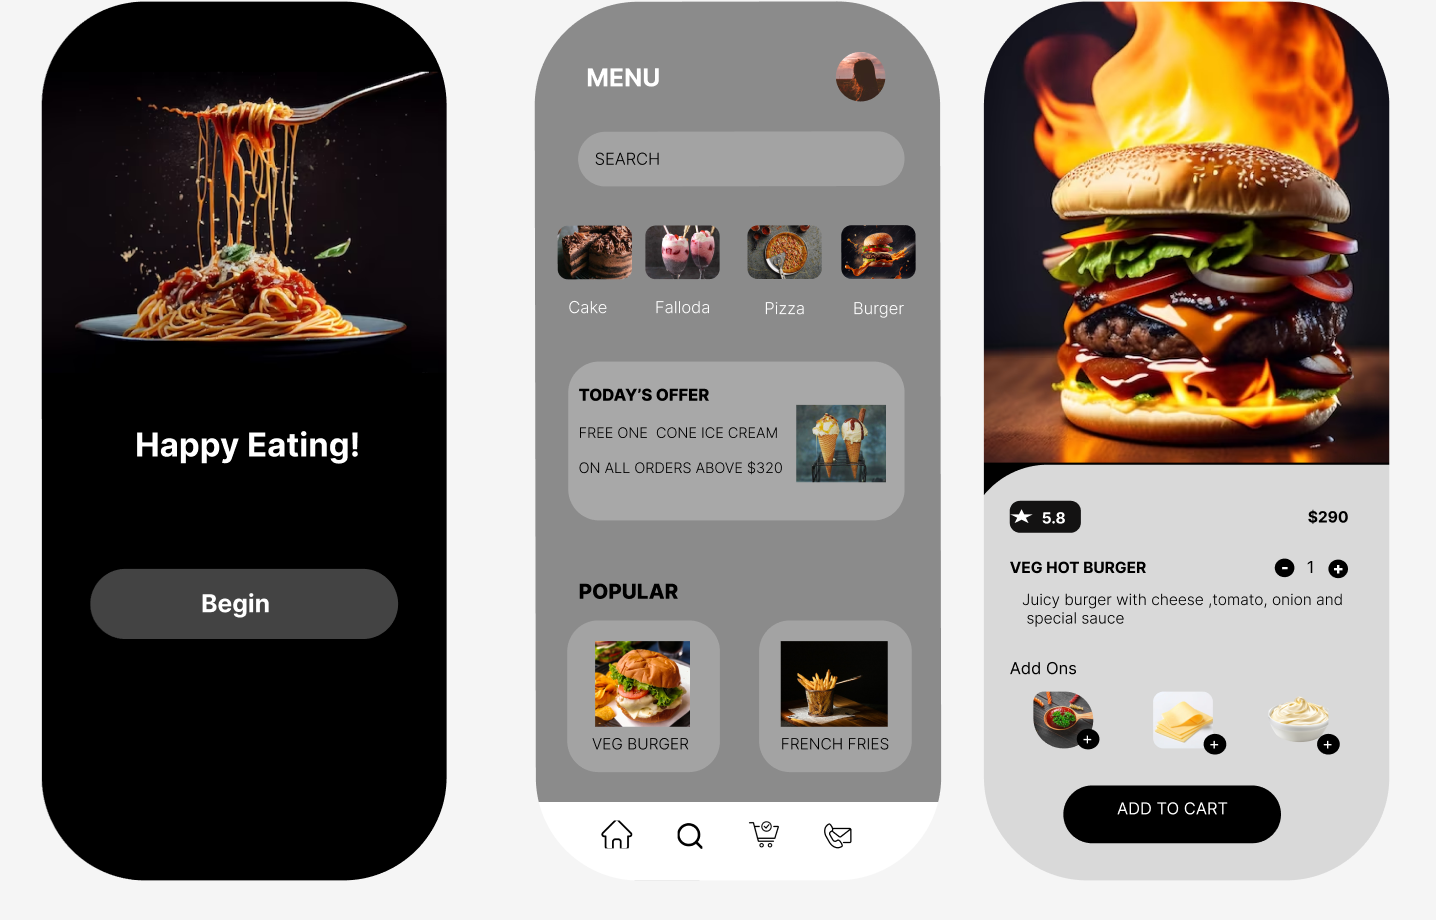 Happy Eating!
Begin
MENU
SEARCH
Cake
Falloda
Pizza
Burger
TODAY'S OFFER
FREE ONE  CONE ICE CREAM
ON ALL ORDERS ABOVE $320
POPULAR
VEG BURGER
FRENCH FRIES
5.8
$290
VEG HOT BURGER
- 1 +
Juicy burger with cheese ,tomato, onion and
special sauce
Add Ons
+
+
+
ADD TO CART